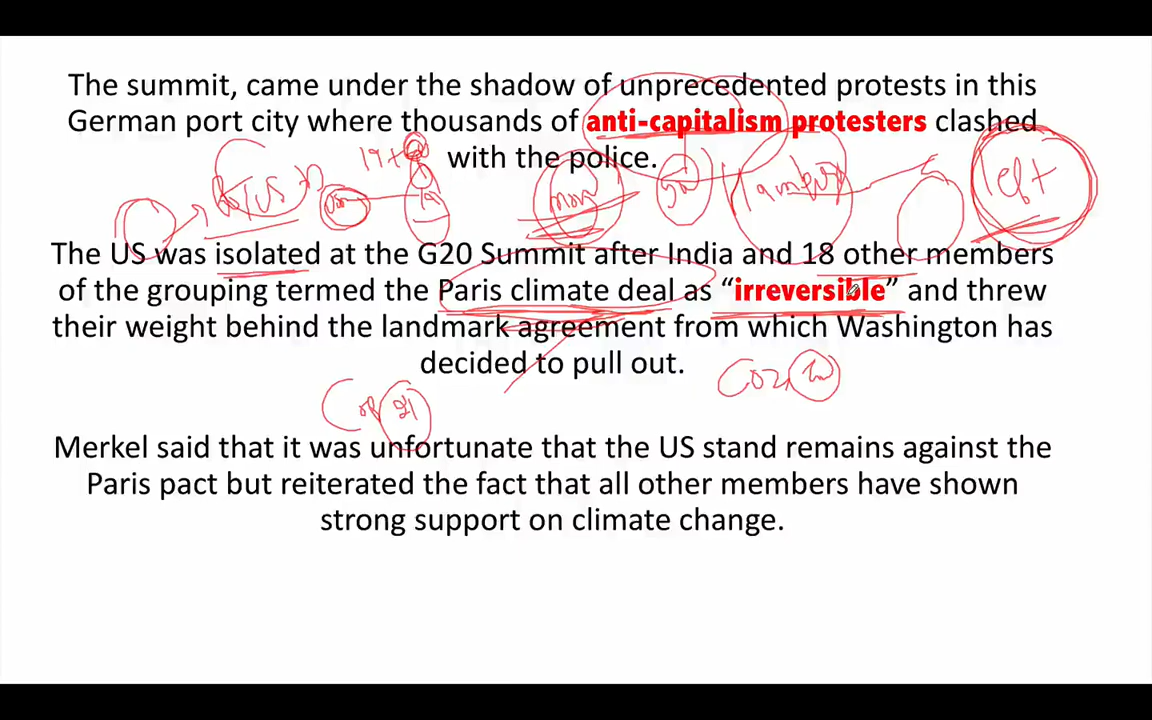 The summit, came under the shadow of unprecedented protests in this
German port city where thousands of anti-capitalism protesters clashed
with the police.
19+
left
The US was isolated at the G20 Summit after India and 18 other members
of the grouping termed the Paris climate deal as “irreversible” and threw
their weight behind the landmark agreement from which Washington has
decided to pull out.
Merkel said that it was unfortunate that the US stand remains against the
Paris pact but reiterated the fact that all other members have shown
strong support on climate change.